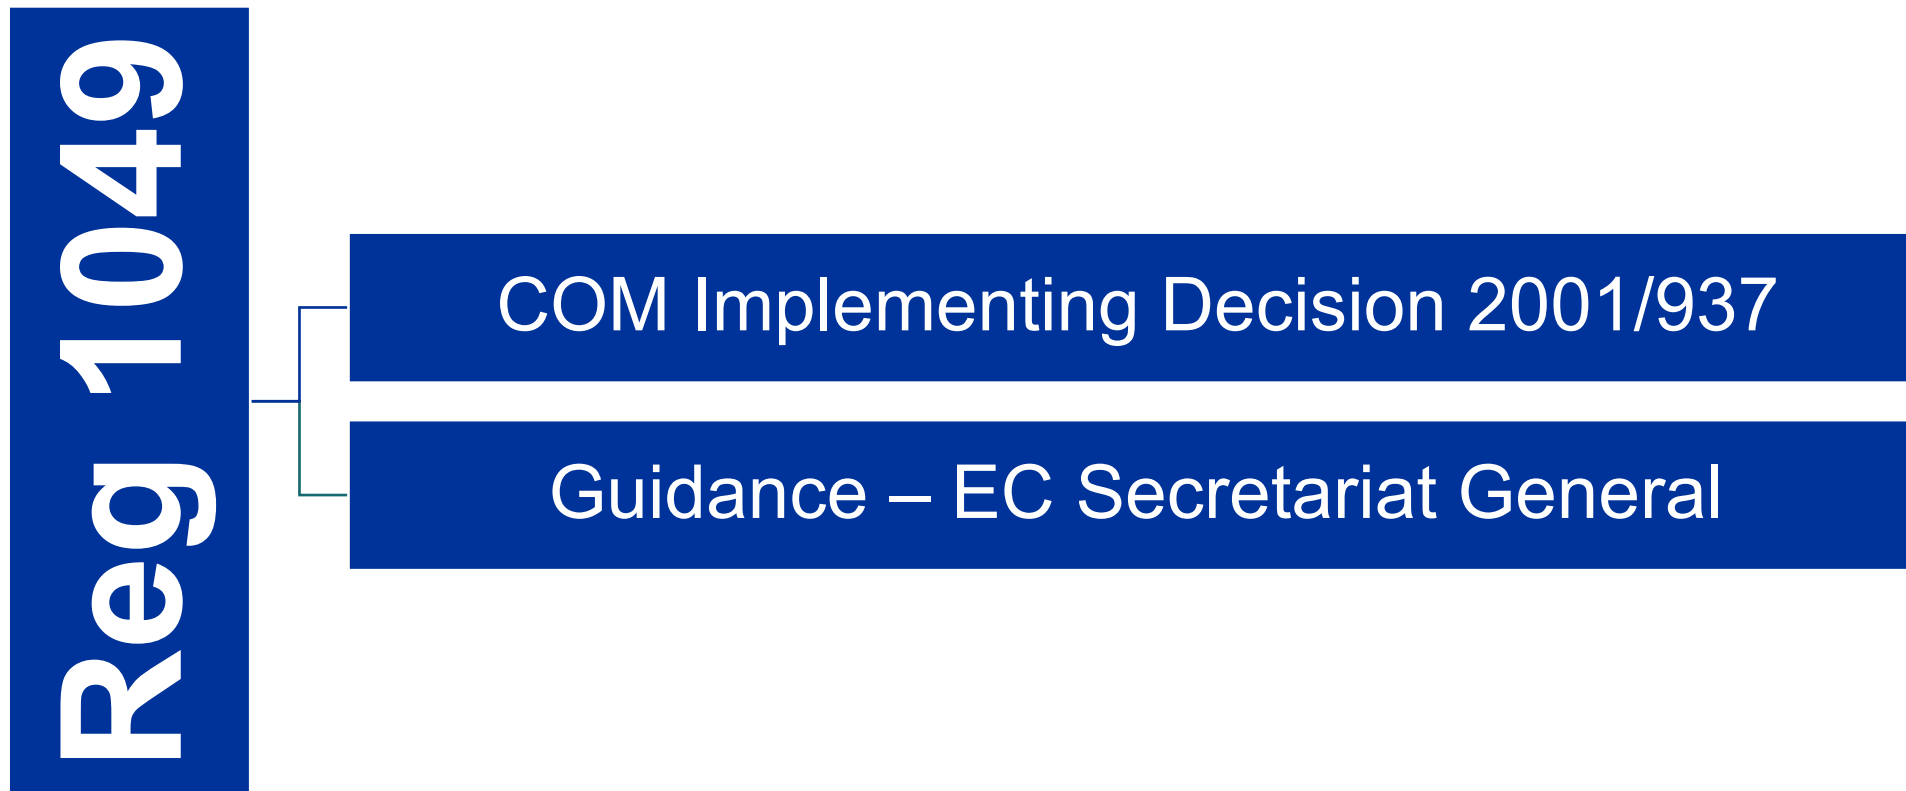 Reg 1049
COM Implementing Decision 2001/937
Guidance – EC Secretariat General